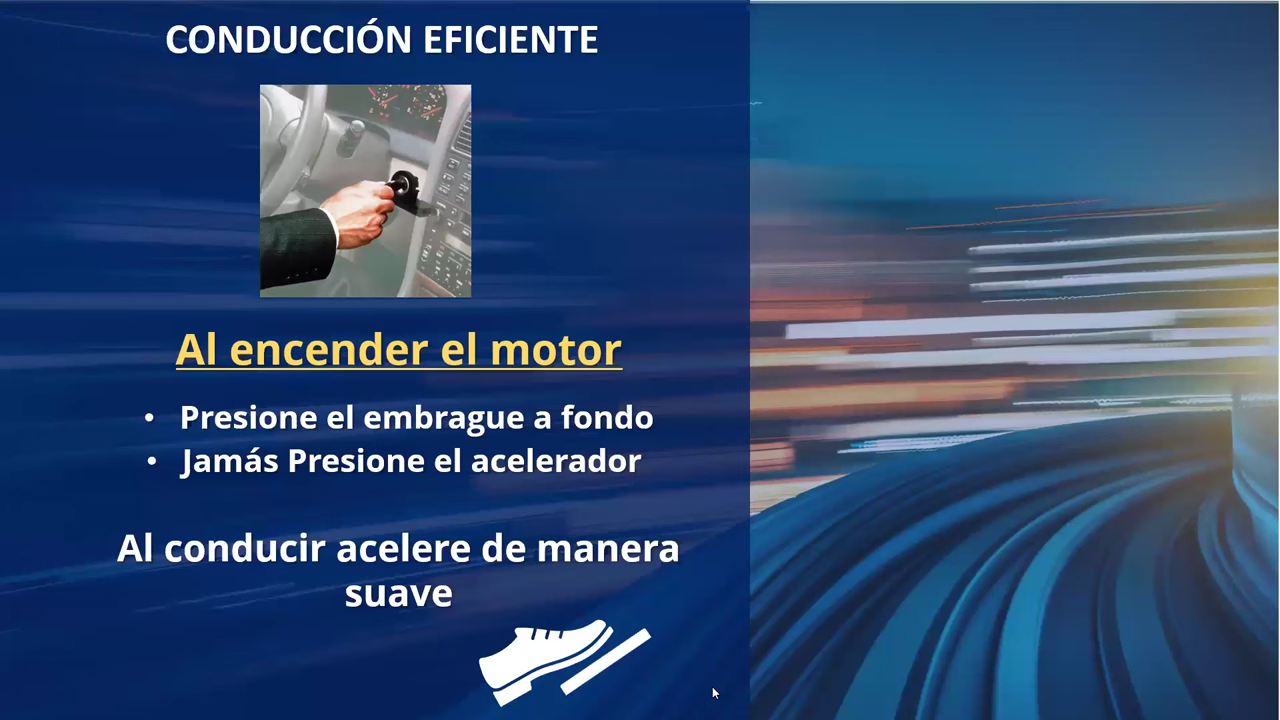 CONDUCCIÓN EFICIENTE
Al encender el motor
• Presione el embrague a fondo
• Jamás Presione el acelerador
Al conducir acelere de manera
suave